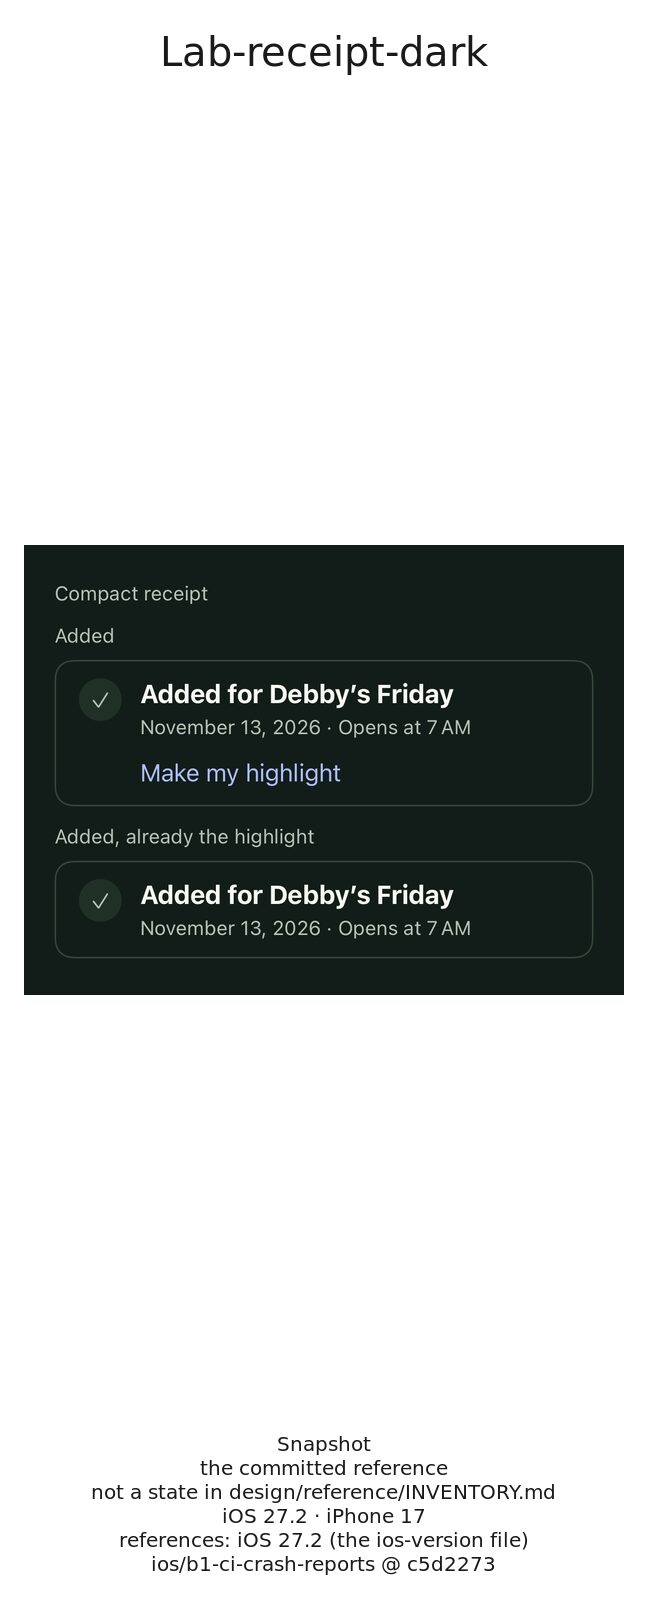 Lab-receipt-dark
Compact receipt
Added
Added for Debby’s Friday
November 13, 2026 · Opens at 7 AM
Make my highlight
Added, already the highlight
Added for Debby’s Friday
November 13, 2026 · Opens at 7 AM
Snapshot
the committed reference
not a state in design/reference/INVENTORY.md
iOS 27.2 · iPhone 17
references: iOS 27.2 (the ios-version file)
ios/b1-ci-crash-reports @ c5d2273